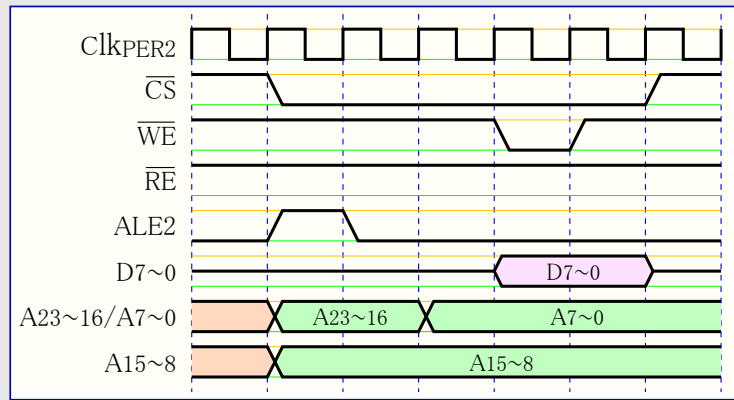 ClkPER2
CS
WE
RE
ALE2
D7~0 D7~0
A23~16/A7~0 A23~16 A7~0
A15~8 A15~8